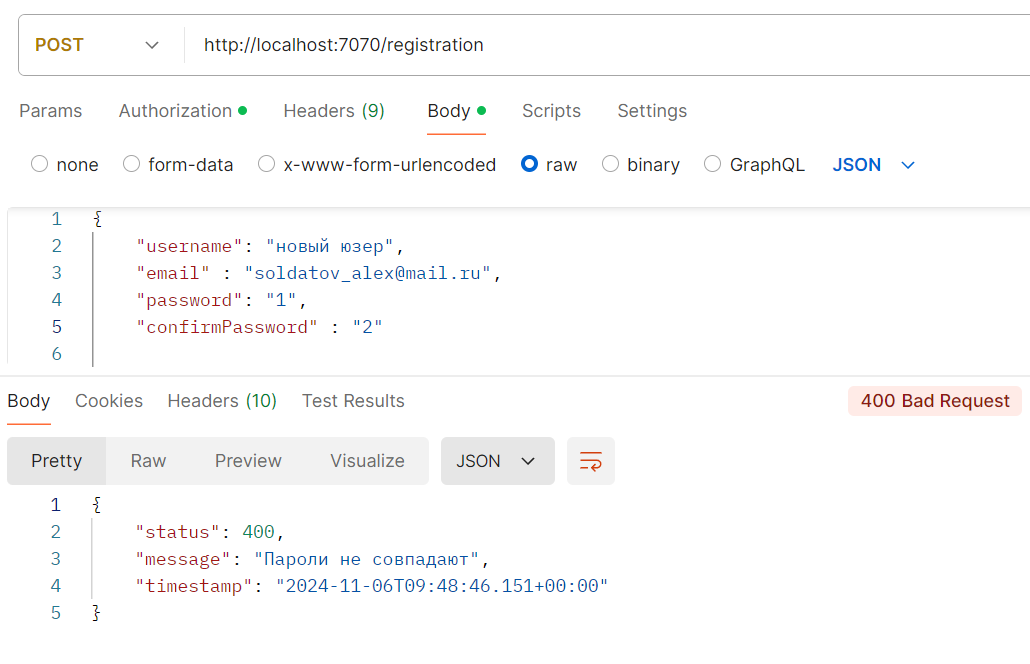 POST http://localhost:7070/registration
Params Authorization Headers (9) Body Scripts Settings
none form-data x-www-form-urlencoded raw binary GraphQL JSON
1 {
2 "username": "новый юзер",
3 "email" : "soldatov_alex@mail.ru",
4 "password": "1",
5 "confirmPassword" : "2"
6
Body Cookies Headers (10) Test Results 400 Bad Request
Pretty Raw Preview Visualize JSON
1 {
2 "status": 400,
3 "message": "Пароли не совпадают",
4 "timestamp": "2024-11-06T09:48:46.151+00:00"
5 }